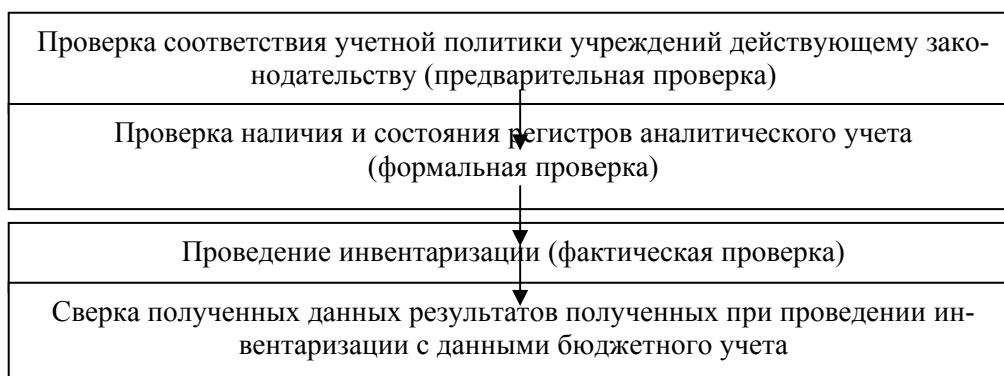 Проверка соответствия учетной политики учреждений действующему зако-
нодательству (предварительная проверка)
Проверка наличия и состояния регистров аналитического учета
(формальная проверка)
Проведение инвентаризации (фактическая проверка)
Сверка полученных данных результатов полученных при проведении ин-
вентаризации с данными бюджетного учета